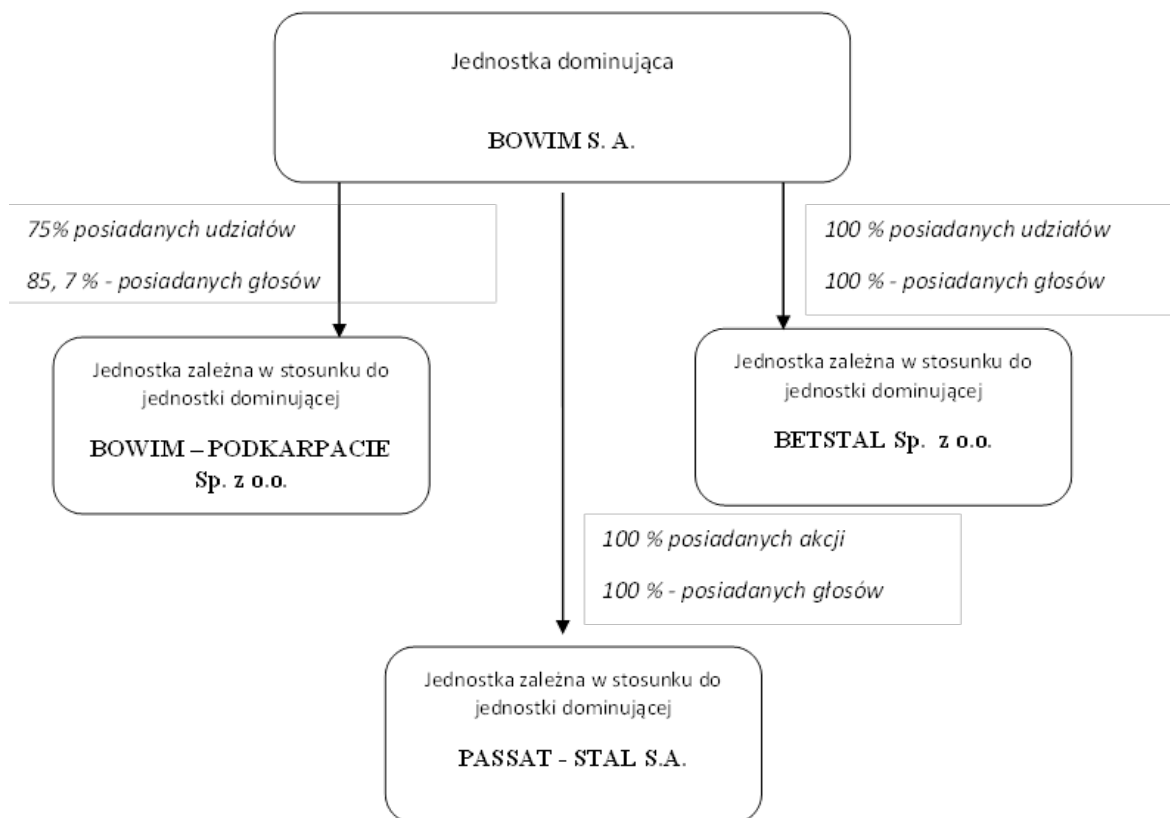 Jednostka dominująca
BOWIM S. A.
75% posiadanych udziałów
85, 7 % - posiadanych głosów
100 % posiadanych udziałów
100 % - posiadanych głosów
Jednostka zależna w stosunku do
jednostki dominującej
BOWIM – PODKARPACIE
Sp. z o.o.
Jednostka zależna w stosunku do
jednostki dominującej
BETSTAL Sp. z o.o.
100 % posiadanych akcji
100 % - posiadanych głosów
Jednostka zależna w stosunku do
jednostki dominującej
PASSAT - STAL S.A.